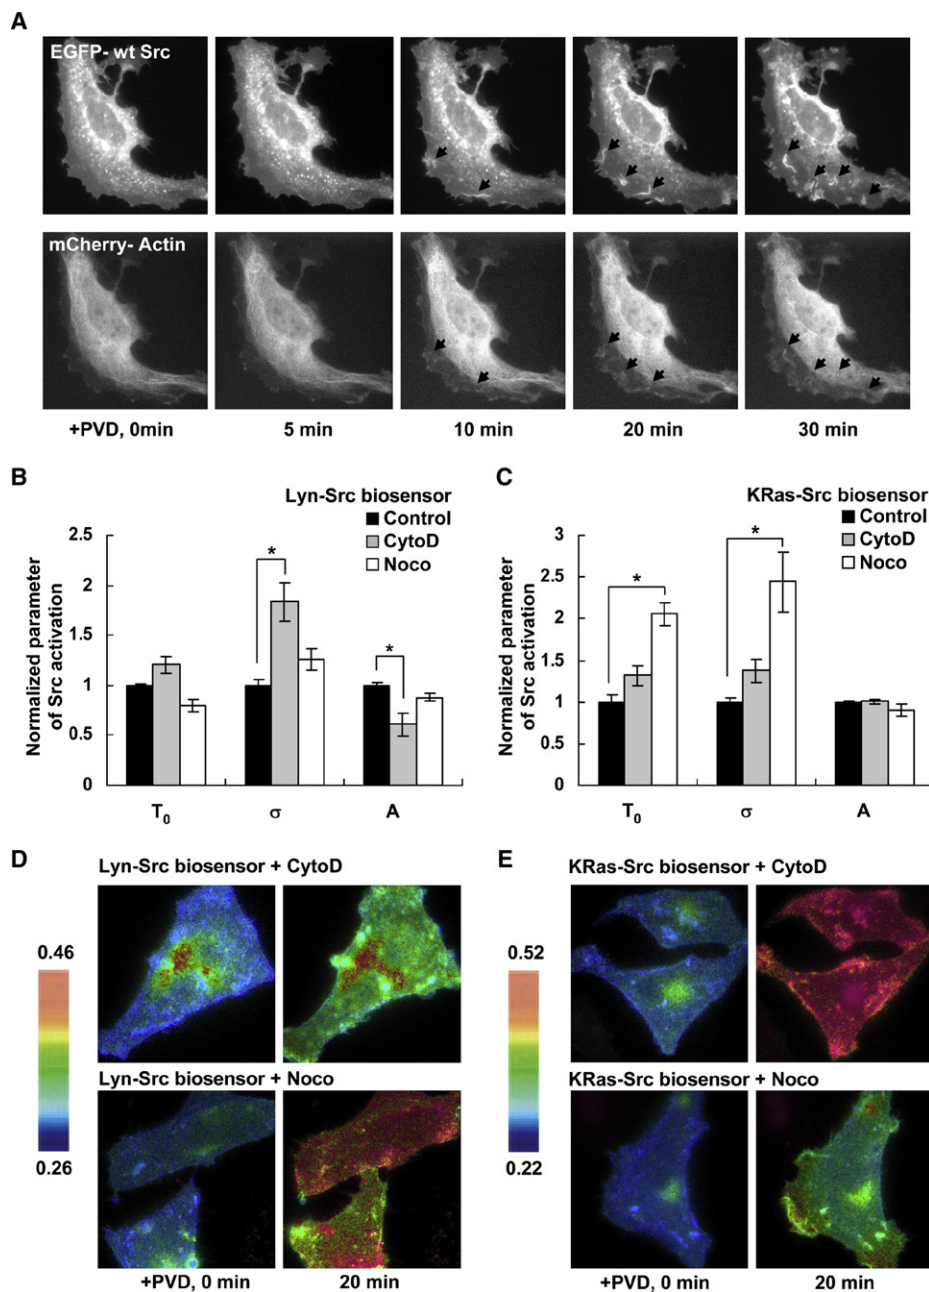 A
EGFP- wt Src
mCherry- Actin
+PVD, 0min 5 min 10 min 20 min 30 min
B
Lyn-Src biosensor
Control
CytoD
Noco
Normalized parameter
of Src activation
2.5
2
1.5
1
0.5
0
*
*
T0 σ A
C
KRas-Src biosensor
Control
CytoD
Noco
Normalized parameter
of Src activation
3
2.5
2
1.5
1
0.5
0
*
*
T0 σ A
D
Lyn-Src biosensor + CytoD
0.46
0.26
Lyn-Src biosensor + Noco
+PVD, 0 min 20 min
E
KRas-Src biosensor + CytoD
0.52
0.22
KRas-Src biosensor + Noco
+PVD, 0 min 20 min